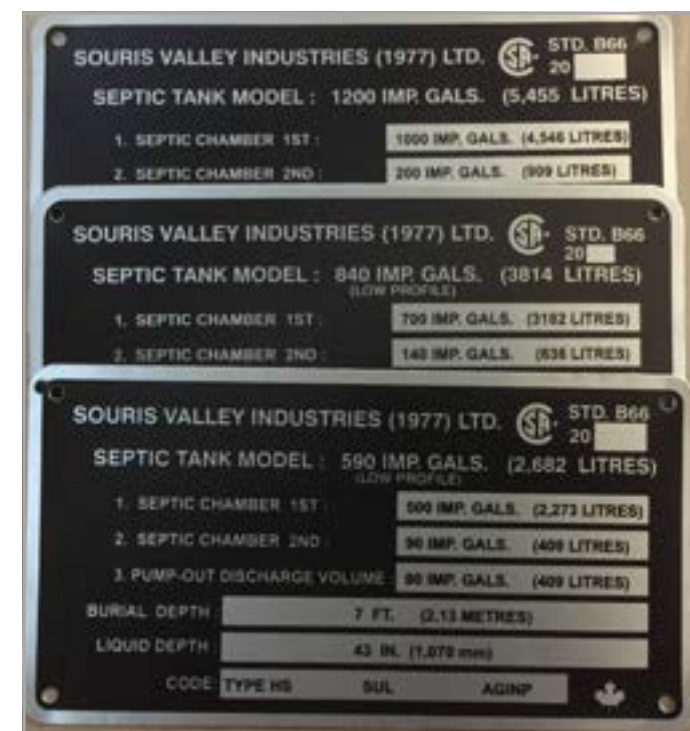 SOURIS VALLEY INDUSTRIES (1977) LTD. CSA STD. B66
20
SEPTIC TANK MODEL : 1200 IMP. GALS. (5,455 LITRES)
1. SEPTIC CHAMBER 1ST : 1000 IMP. GALS. (4,546 LITRES)
2. SEPTIC CHAMBER 2ND : 200 IMP. GALS. (909 LITRES)
SOURIS VALLEY INDUSTRIES (1977) LTD. CSA STD. B66
20
SEPTIC TANK MODEL : 840 IMP. GALS. (3814 LITRES)
(LOW PROFILE)
1. SEPTIC CHAMBER 1ST : 700 IMP. GALS. (3182 LITRES)
2. SEPTIC CHAMBER 2ND : 140 IMP. GALS. (636 LITRES)
SOURIS VALLEY INDUSTRIES (1977) LTD. CSA STD. B66
20
SEPTIC TANK MODEL : 590 IMP. GALS. (2,682 LITRES)
(LOW PROFILE)
1. SEPTIC CHAMBER 1ST : 500 IMP. GALS. (2,273 LITRES)
2. SEPTIC CHAMBER 2ND : 90 IMP. GALS. (409 LITRES)
3. PUMP-OUT DISCHARGE VOLUME 90 IMP. GALS. (409 LITRES)
BURIAL DEPTH : 7 FT. (2.13 METRES)
LIQUID DEPTH : 43 IN. (1,070 mm)
CODE: TYPE HS SUL AGINP